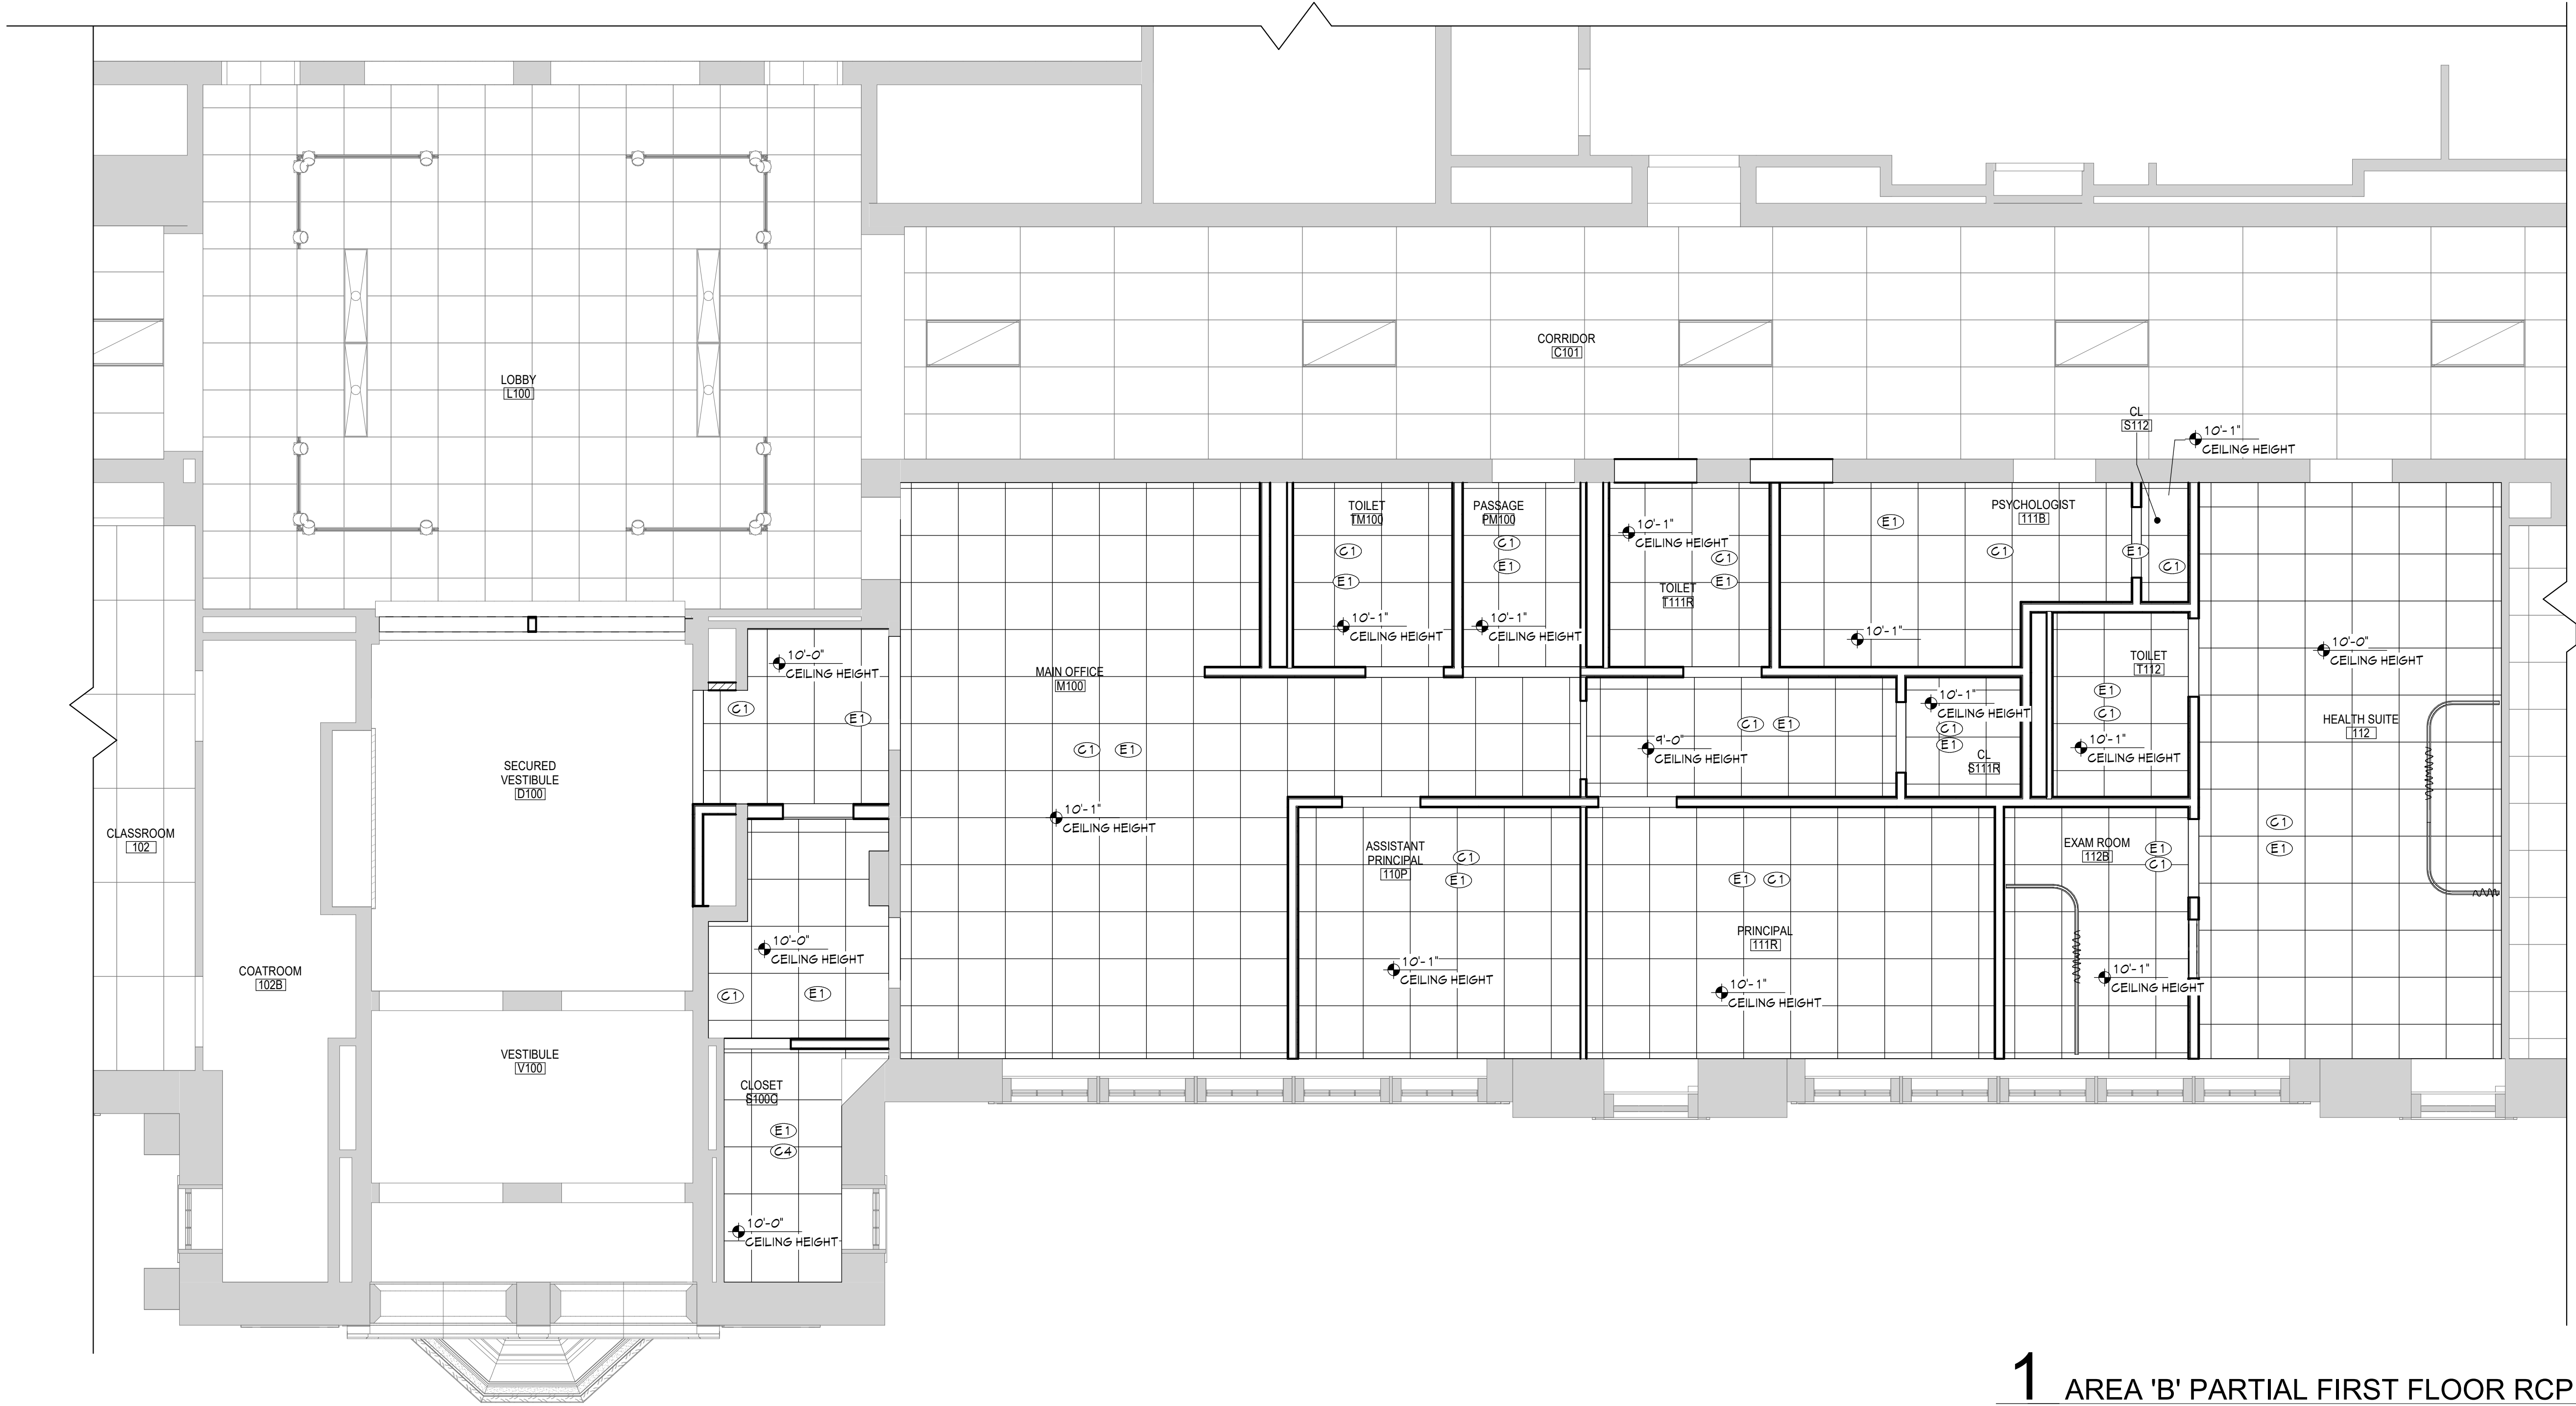 CORRIDOR
C101
LOBBY
L100
CL
S112
10'-1"
CEILING HEIGHT
TOILET
TM100
C1
E1
10'-1"
CEILING HEIGHT
PASSAGE
PM100
C1
E1
10'-1"
CEILING HEIGHT
10'-1"
CEILING HEIGHT
C1
E1
TOILET
T111R
PSYCHOLOGIST
111B
E1
C1
10'-1"
E1
C1
10'-0"
CEILING HEIGHT
C1
E1
MAIN OFFICE
M100
C1
E1
10'-1"
CEILING HEIGHT
C1
E1
9'-0"
CEILING HEIGHT
10'-1"
CEILING HEIGHT
C1
E1
CL
S111R
TOILET
T112
E1
C1
10'-1"
CEILING HEIGHT
10'-0"
CEILING HEIGHT
HEALTH SUITE
112
C1
E1
SECURED
VESTIBULE
D100
CLASSROOM
102
ASSISTANT
PRINCIPAL
110P
C1
E1
10'-1"
CEILING HEIGHT
E1
C1
PRINCIPAL
111R
10'-1"
CEILING HEIGHT
EXAM ROOM
112B
E1
C1
10'-1"
CEILING HEIGHT
10'-0"
CEILING HEIGHT
C1
E1
COATROOM
102B
VESTIBULE
V100
CLOSET
S100C
E1
C4
10'-0"
CEILING HEIGHT
1 AREA 'B' PARTIAL FIRST FLOOR RCP